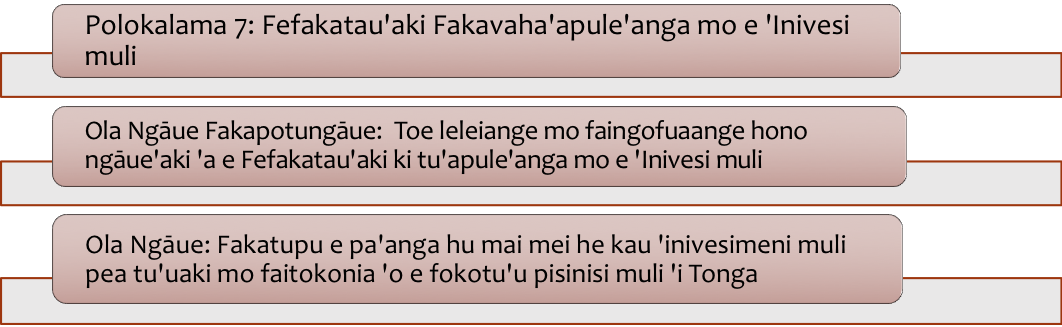 Polokalama 7: Fefakatau'aki Fakavaha'apule'anga mo e 'Inivesi
muli
Ola Ngāue Fakapotungāue:  Toe leleiange mo faingofuaange hono
ngāue'aki 'a e Fefakatau'aki ki tu'apule'anga mo e 'Inivesi muli
Ola Ngāue: Fakatupu e pa'anga hu mai mei he kau 'inivesimeni muli
pea tu'uaki mo faitokonia 'o e fokotu'u pisinisi muli 'i Tonga